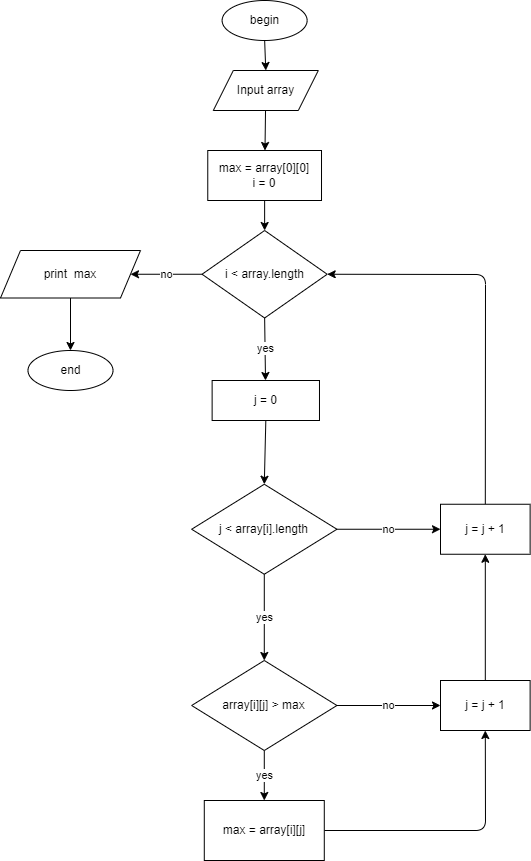 begin
Input array
max = array[0][0]
i = 0
i < array.length
no
print max
yes
end
j = 0
j < array[i].length
no
j = j + 1
yes
array[i][j] > max
no
j = j + 1
yes
max = array[i][j]